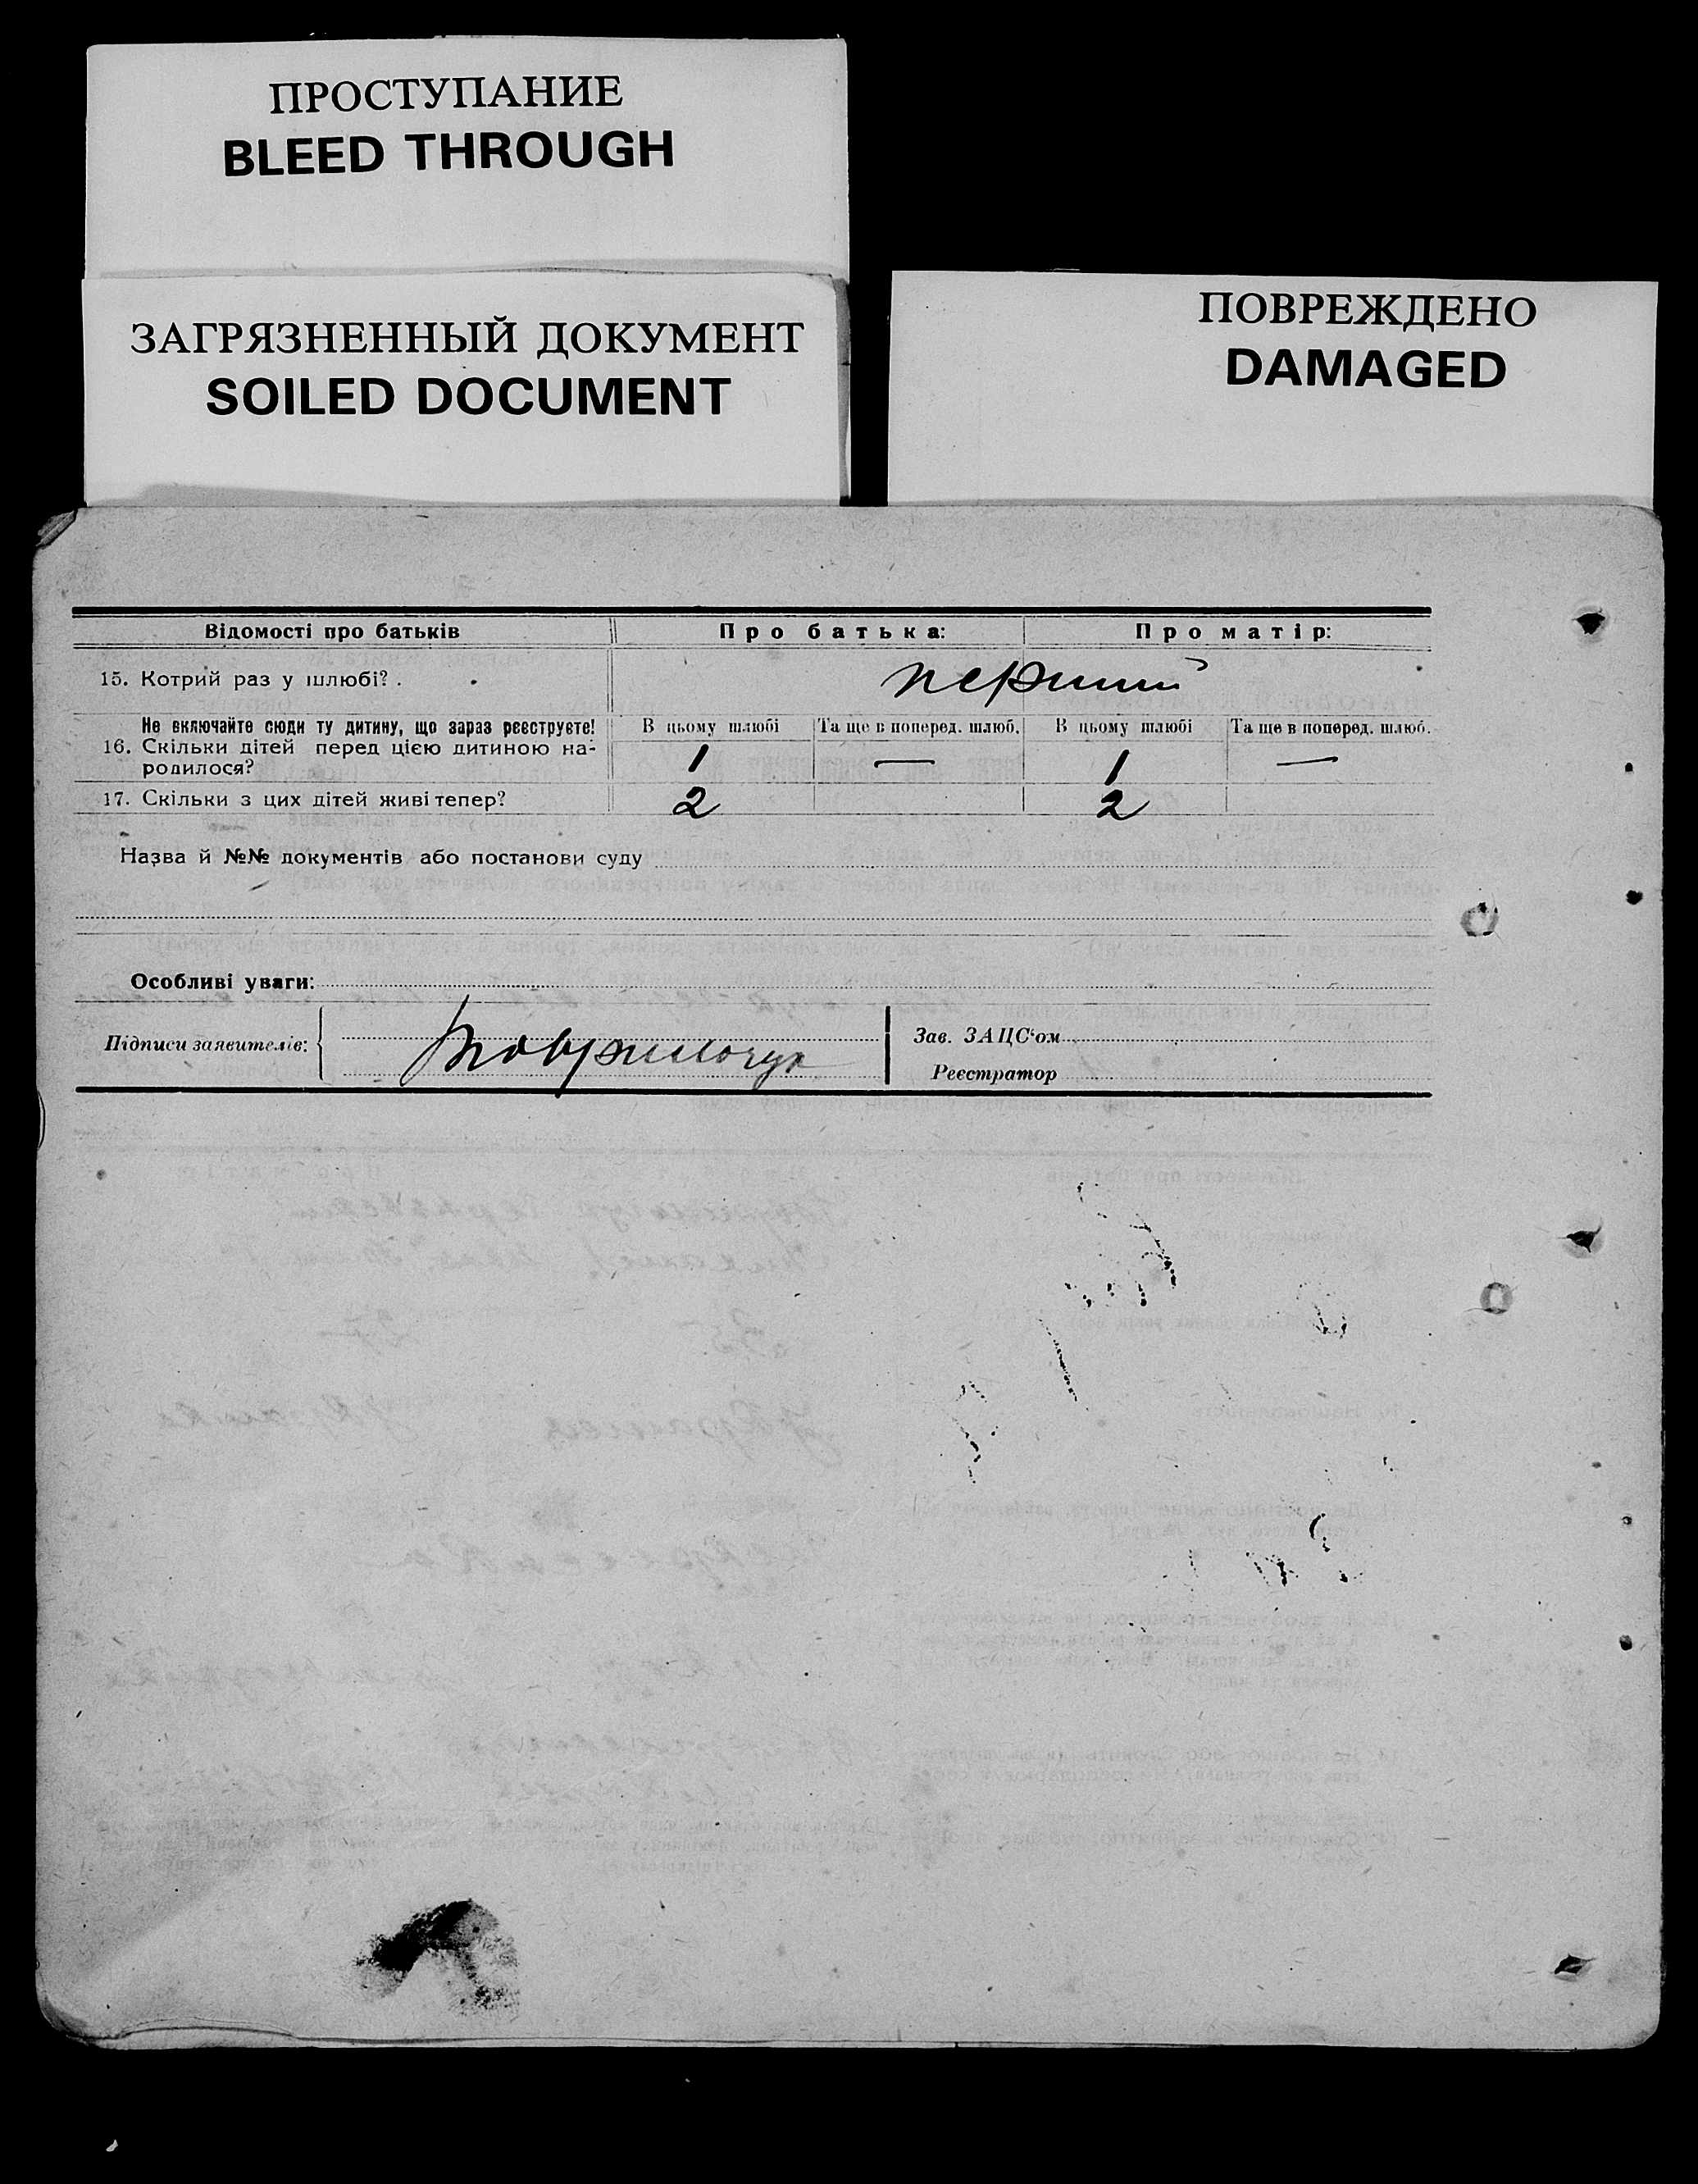 ПРОСТУПАНИЕ
BLEED THROUGH
ЗАГРЯЗНЕННЫЙ ДОКУМЕНТ
SOILED DOCUMENT
ПОВРЕЖДЕНО
DAMAGED
Відомості про батьків Про батька: Про матір:
15. Котрий раз у шлюбі? . перший
Не включайте сюди ту дитину, що зараз реєструєте! В цьому шлюбі Та ще в поперед. шлюб. В цьому шлюбі Та ще в поперед. шлюб.
16. Скільки дітей перед цією дитиною на-
родилося? 1 — 1 —
17. Скільки з цих дітей живі тепер? 2 2
Назва й №№ документів або постанови суду
Особливі уваги:
Підписи заявителів: Зав. ЗАЦС'ом
Реєстратор